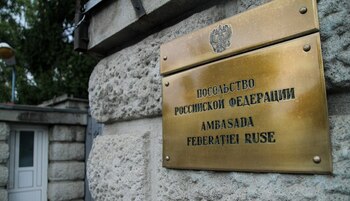 ПОСОЛЬСТВО
РОССИЙСКОЙ ФЕДЕРАЦИИ
AMBASADA
FEDERAȚIEI RUSE